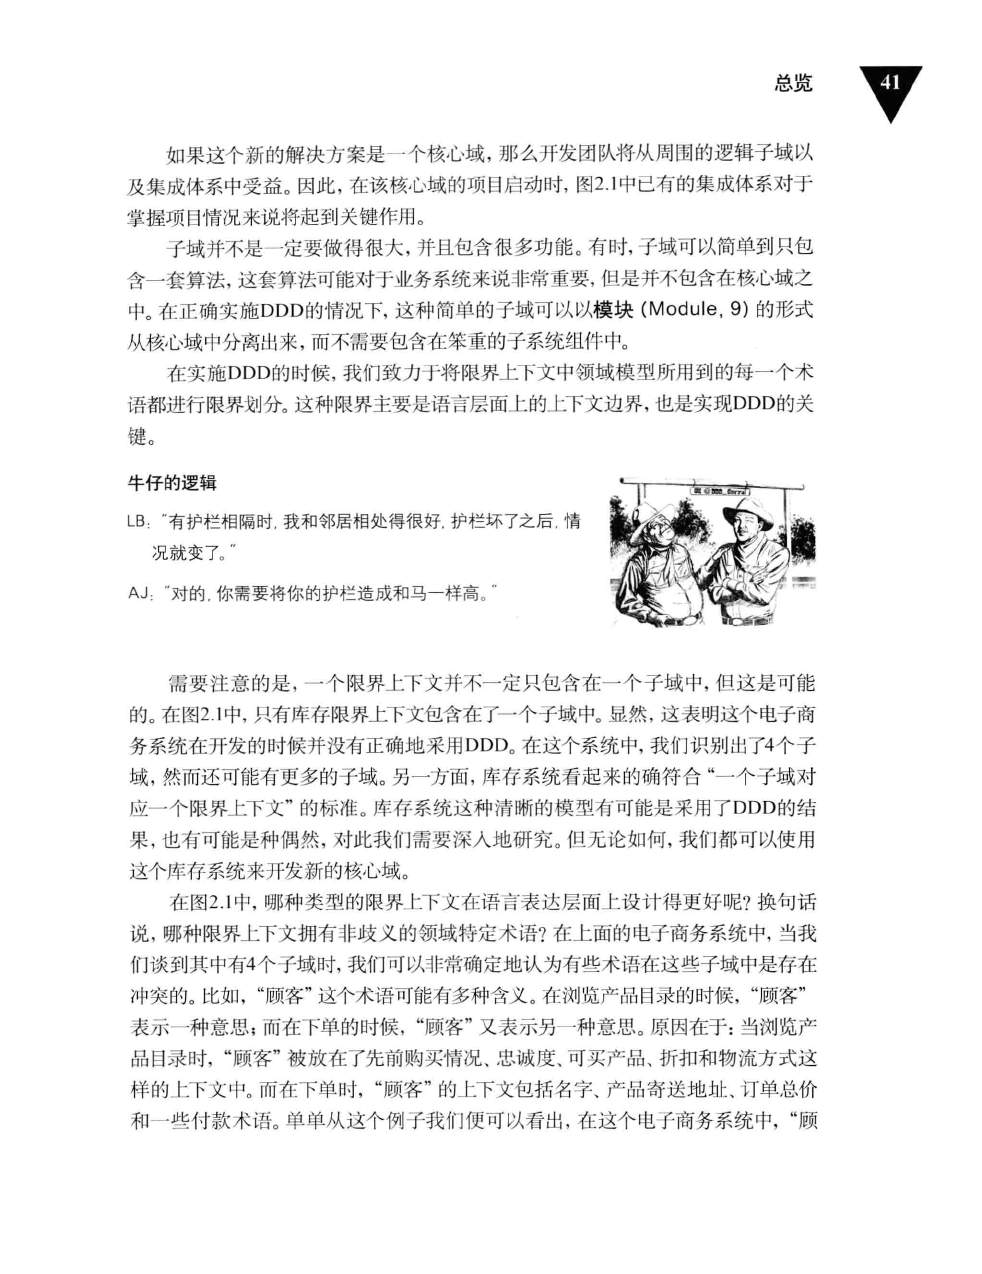 总览
41
如果这个新的解决方案是一个核心域，那么开发团队将从周围的逻辑子域以
及集成体系中受益。因此，在该核心域的项目启动时，图2.1中已有的集成体系对于
掌握项目情况来说将起到关键作用。
子域并不是一定要做得很大，并且包含很多功能。有时，子域可以简单到只包
含一套算法，这套算法可能对于业务系统来说非常重要，但是并不包含在核心域之
中。在正确实施DDD的情况下，这种简单的子域可以以模块（Module，9）的形式
从核心域中分离出来，而不需要包含在笨重的子系统组件中。
在实施DDD的时候，我们致力于将限界上下文中领域模型所用到的每一个术
语都进行限界划分。这种限界主要是语言层面上的上下文边界，也是实现DDD的关
键。
牛仔的逻辑
LB：“有护栏相隔时，我和邻居相处得很好，护栏坏了之后，情
况就变了。”
AJ：“对的，你需要将你的护栏造成和马一样高。”
需要注意的是，一个限界上下文并不一定只包含在一个子域中，但这是可能
的。在图2.1中，只有库存限界上下文包含在了一个子域中。显然，这表明这个电子商
务系统在开发的时候并没有正确地采用DDD。在这个系统中，我们识别出了4个子
域，然而还可能有更多的子域。另一方面，库存系统看起来的确符合“一个子域对
应一个限界上下文”的标准。库存系统这种清晰的模型有可能是采用了DDD的结
果，也有可能是种偶然，对此我们需要深入地研究。但无论如何，我们都可以使用
这个库存系统来开发新的核心域。
在图2.1中，哪种类型的限界上下文在语言表达层面上设计得更好呢？换句话
说，哪种限界上下文拥有非歧义的领域特定术语？在上面的电子商务系统中，当我
们谈到其中有4个子域时，我们可以非常确定地认为有些术语在这些子域中是存在
冲突的。比如，“顾客”这个术语可能有多种含义。在浏览产品目录的时候，“顾客”
表示一种意思；而在下单的时候，“顾客”又表示另一种意思。原因在于：当浏览产
品目录时，“顾客”被放在了先前购买情况、忠诚度、可买产品、折扣和物流方式这
样的上下文中。而在下单时，“顾客”的上下文包括名字、产品寄送地址、订单总价
和一些付款术语。单单从这个例子我们便可以看出，在这个电子商务系统中，“顾